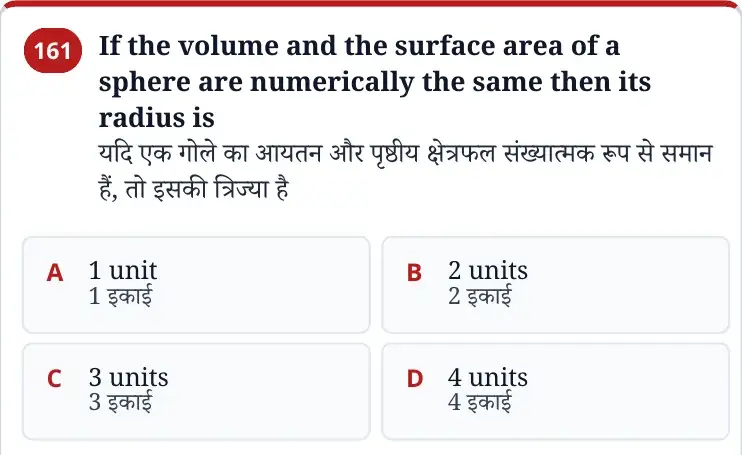 161 If the volume and the surface area of a
sphere are numerically the same then its
radius is
यदि एक गोले का आयतन और पृष्ठीय क्षेत्रफल संख्यात्मक रूप से समान
हैं, तो इसकी त्रिज्या है
A 1 unit
1 इकाई
B 2 units
2 इकाई
C 3 units
3 इकाई
D 4 units
4 इकाई